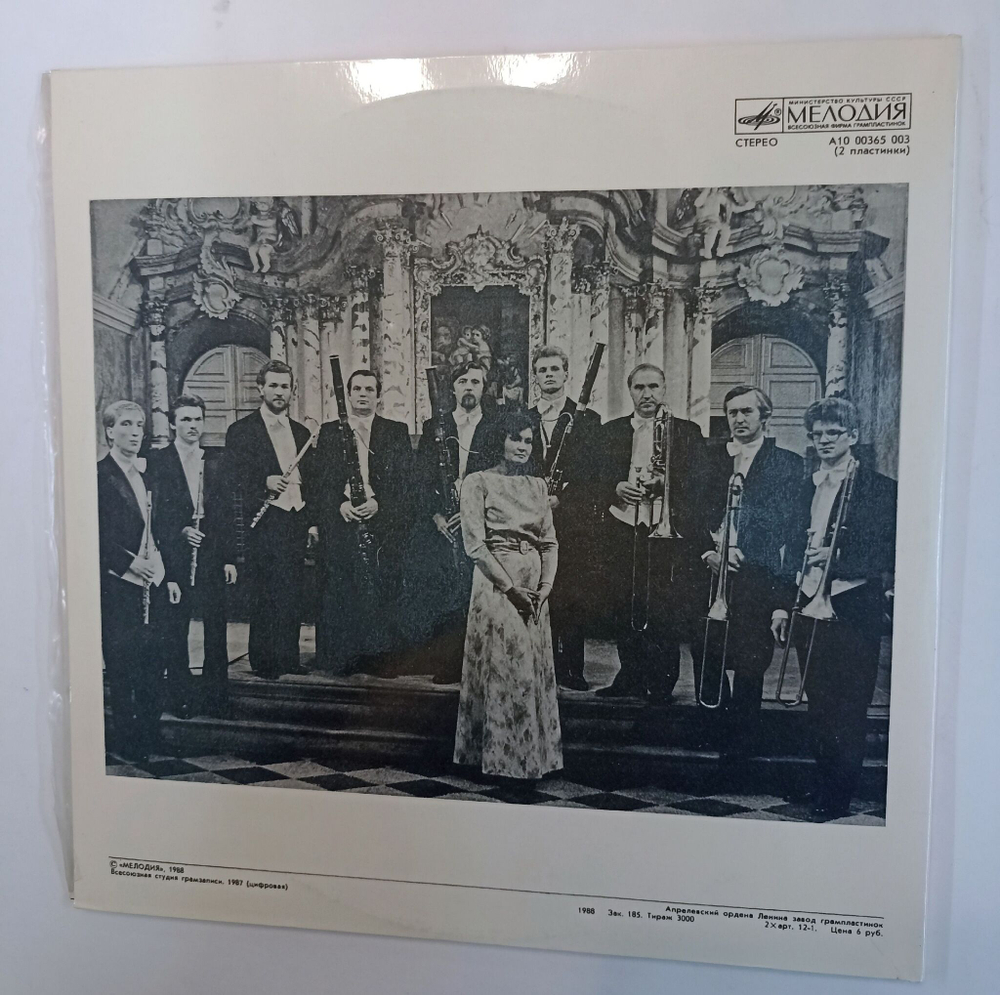 МИНИСТЕРСТВО КУЛЬТУРЫ СССР
МЕЛОДИЯ
ВСЕСОЮЗНАЯ ФИРМА ГРАМПЛАСТИНОК
СТЕРЕО
А10 00365 003
(2 пластинки)
© «МЕЛОДИЯ», 1988
Всесоюзная студия грамзаписи, 1987 (цифровая)
Апрелевский ордена Ленина завод грампластинок
1988 Зак. 185. Тираж 3000 2×арт. 12-1. Цена 6 руб.